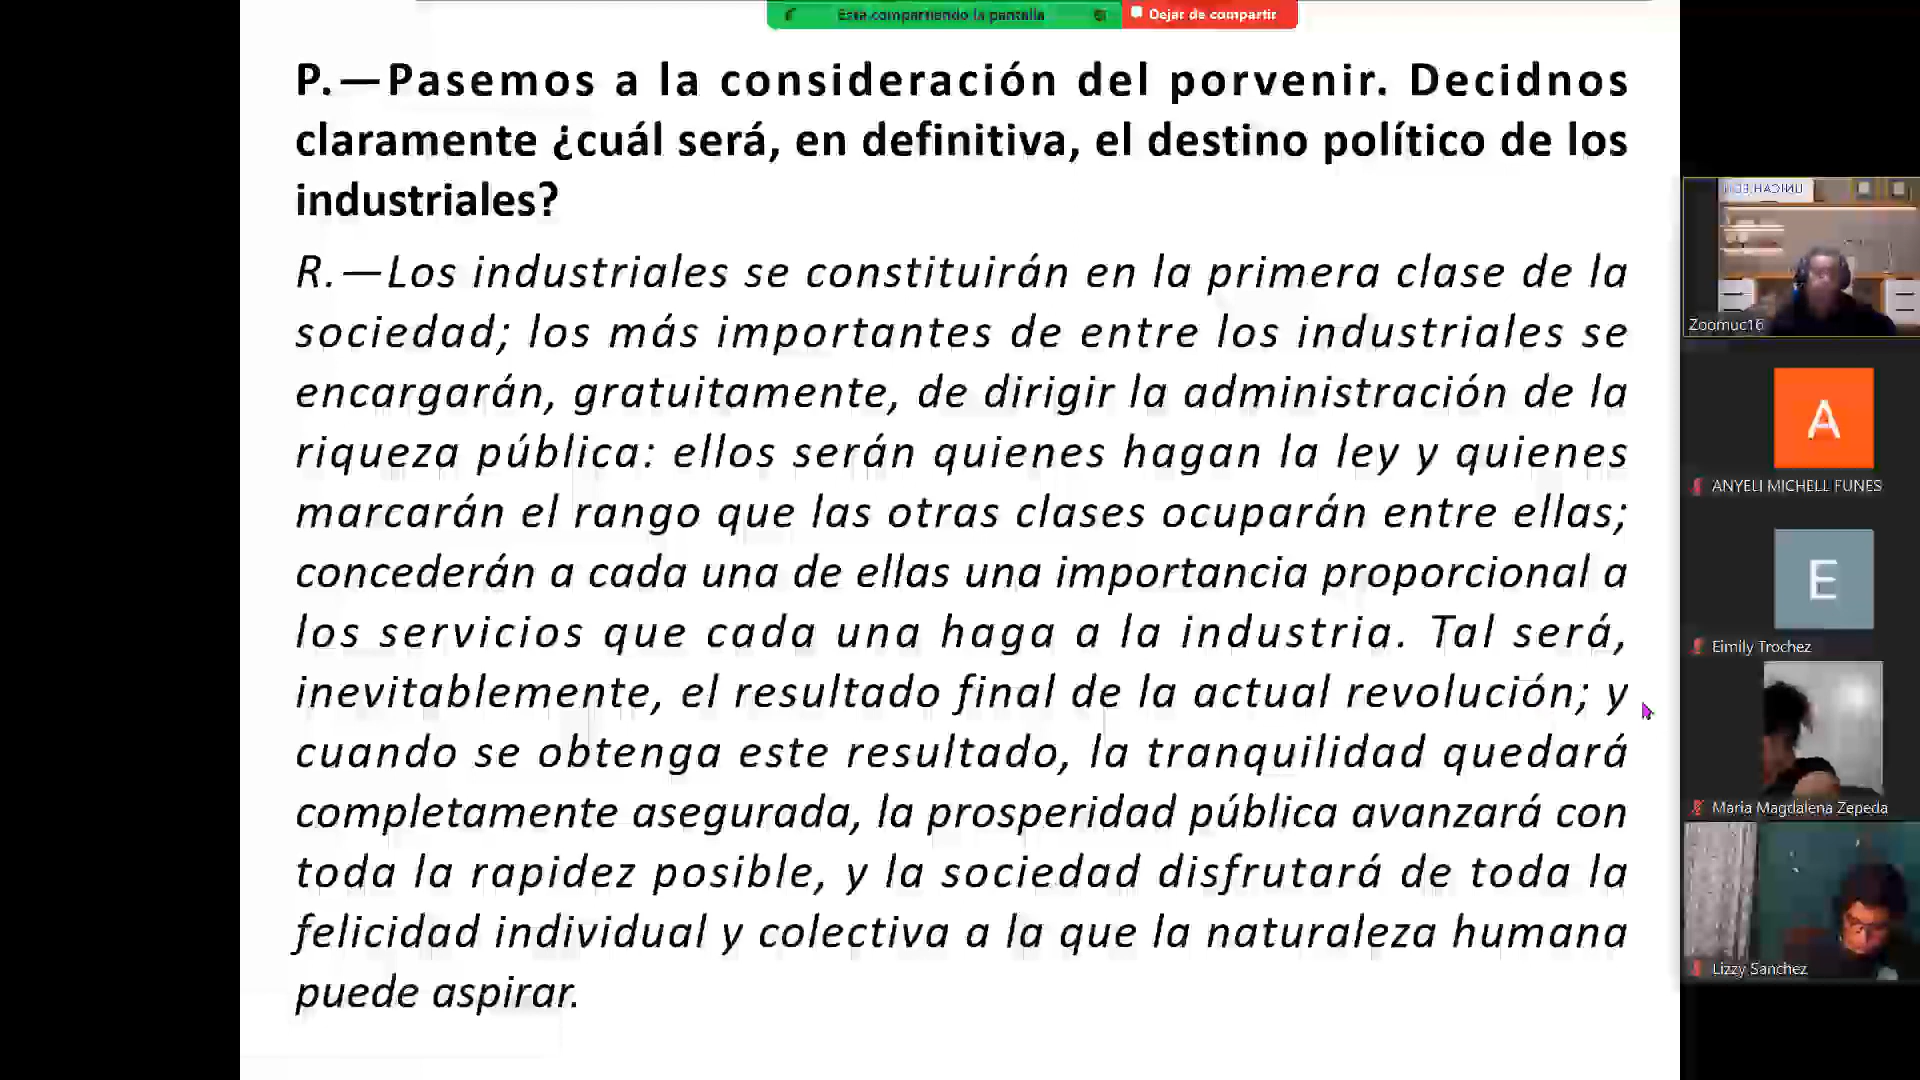 Está compartiendo la pantalla
Dejar de compartir
P.—Pasemos a la consideración del porvenir. Decidnos
claramente ¿cuál será, en definitiva, el destino político de los
industriales?
R.—Los industriales se constituirán en la primera clase de la
sociedad; los más importantes de entre los industriales se
encargarán, gratuitamente, de dirigir la administración de la
riqueza pública: ellos serán quienes hagan la ley y quienes
marcarán el rango que las otras clases ocuparán entre ellas;
concederán a cada una de ellas una importancia proporcional a
los servicios que cada una haga a la industria. Tal será,
inevitablemente, el resultado final de la actual revolución; y
cuando se obtenga este resultado, la tranquilidad quedará
completamente asegurada, la prosperidad pública avanzará con
toda la rapidez posible, y la sociedad disfrutará de toda la
felicidad individual y colectiva a la que la naturaleza humana
puede aspirar.
Zoomuc16
A
ANYELI MICHELL FUNES
E
Eimily Trochez
Maria Magdalena Zepeda
Lizzy Sanchez